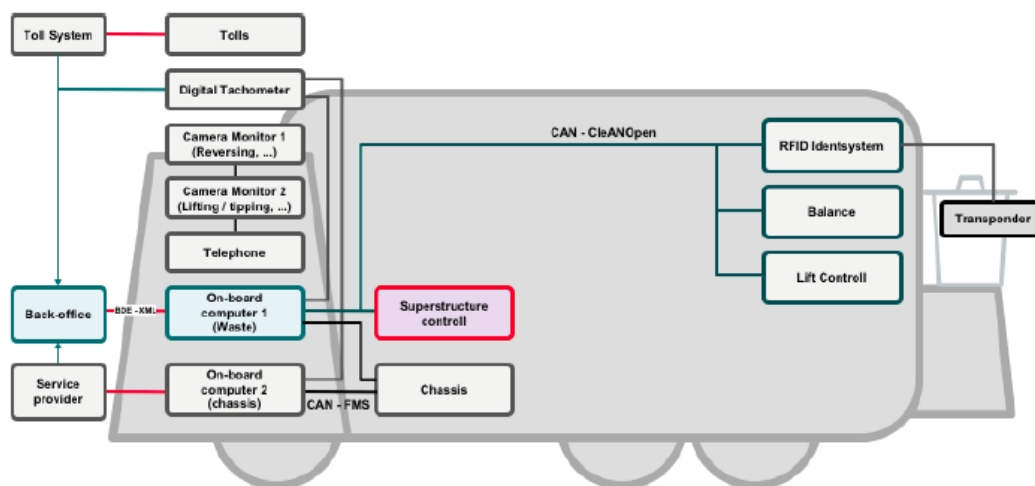 Toll System
Tolls
Digital Tachometer
Camera Monitor 1
(Reversing, ...)
CAN - CleANOpen
RFID Identsystem
Camera Monitor 2
(Lifting / tipping, ...)
Balance
Transponder
Telephone
Lift Controll
Back-office
BDE - XML
On-board
computer 1
(Waste)
Superstructure
controll
Service
provider
On-board
computer 2
(chassis)
CAN - FMS
Chassis